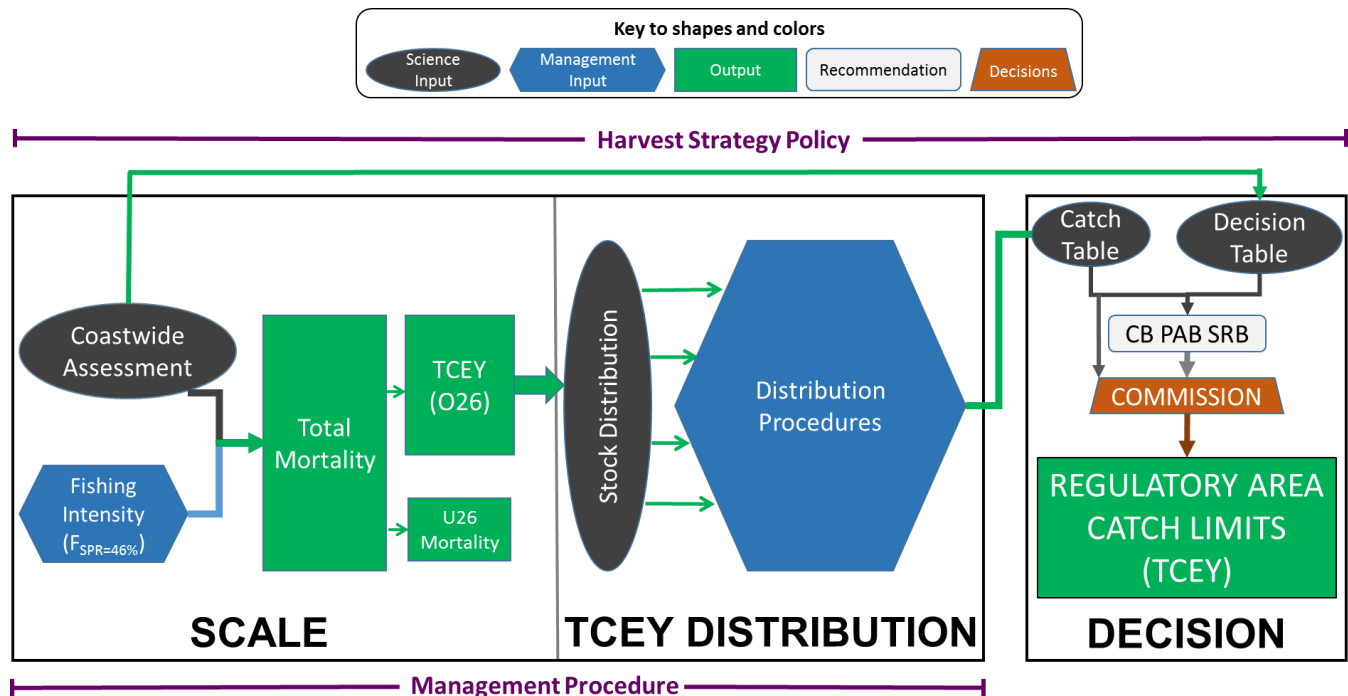 Key to shapes and colors
Science
Input
Management
Input
Output
Recommendation
Decisions
Harvest Strategy Policy
Coastwide
Assessment
Fishing
Intensity
(FSPR=46%)
Total
Mortality
TCEY
(O26)
U26
Mortality
SCALE
Stock Distribution
Distribution
Procedures
TCEY DISTRIBUTION
Catch
Table
Decision
Table
CB PAB SRB
COMMISSION
REGULATORY AREA
CATCH LIMITS
(TCEY)
DECISION
Management Procedure